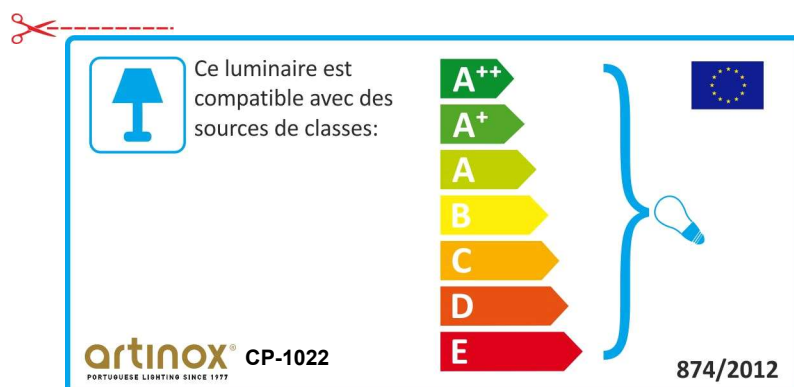 Ce luminaire est
compatible avec des
sources de classes:
A++
A+
A
B
C
D
E
artinox® CP-1022
PORTUGUESE LIGHTING SINCE 1977
874/2012